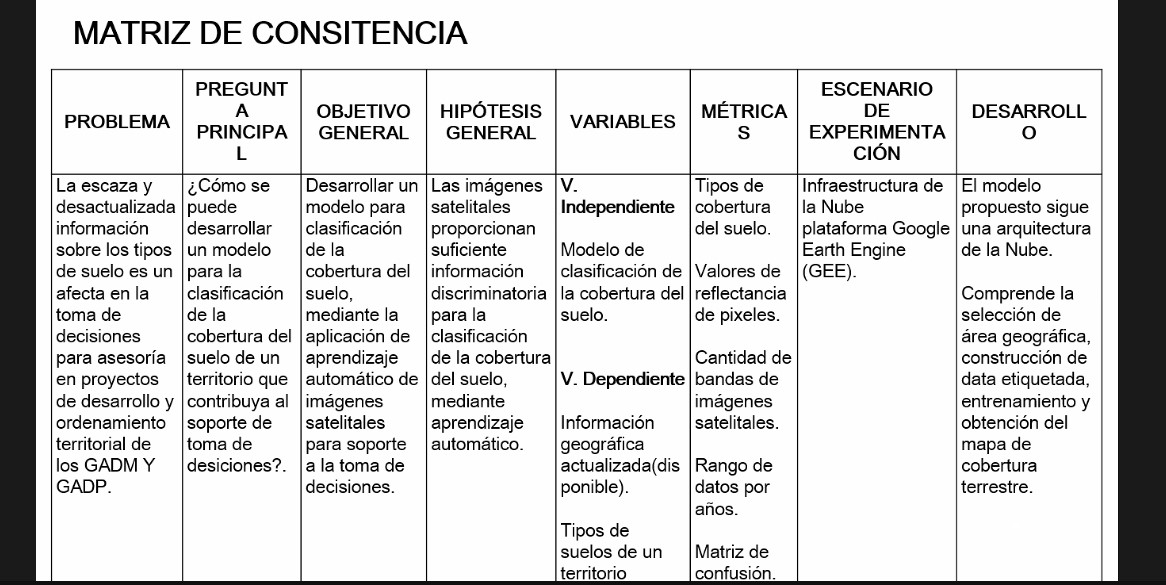 MATRIZ DE CONSITENCIA
PROBLEMA
PREGUNT
A
PRINCIPA
L
OBJETIVO
GENERAL
HIPÓTESIS
GENERAL
VARIABLES
MÉTRICA
S
ESCENARIO
DE
EXPERIMENTA
CIÓN
DESARROLL
O
La escaza y
desactualizada
información
sobre los tipos
de suelo es un
afecta en la
toma de
decisiones
para asesoría
en proyectos
de desarrollo y
ordenamiento
territorial de
los GADM Y
GADP.
¿Cómo se
puede
desarrollar
un modelo
para la
clasificación
de la
cobertura del
suelo de un
territorio que
contribuya al
soporte de
toma de
desiciones?.
Desarrollar un
modelo para
clasificación
de la
cobertura del
suelo,
mediante la
aplicación de
aprendizaje
automático de
imágenes
satelitales
para soporte
a la toma de
decisiones.
Las imágenes
satelitales
proporcionan
suficiente
información
discriminatoria
para la
clasificación
de la cobertura
del suelo,
mediante
aprendizaje
automático.
V.
Independiente
Modelo de
clasificación de
la cobertura del
suelo.
V. Dependiente
Información
geográfica
actualizada(dis
ponible).
Tipos de
suelos de un
territorio
Tipos de
cobertura
del suelo.
Valores de
reflectancia
de pixeles.
Cantidad de
bandas de
imágenes
satelitales.
Rango de
datos por
años.
Matriz de
confusión.
Infraestructura de
la Nube
plataforma Google
Earth Engine
(GEE).
El modelo
propuesto sigue
una arquitectura
de la Nube.
Comprende la
selección de
área geográfica,
construcción de
data etiquetada,
entrenamiento y
obtención del
mapa de
cobertura
terrestre.